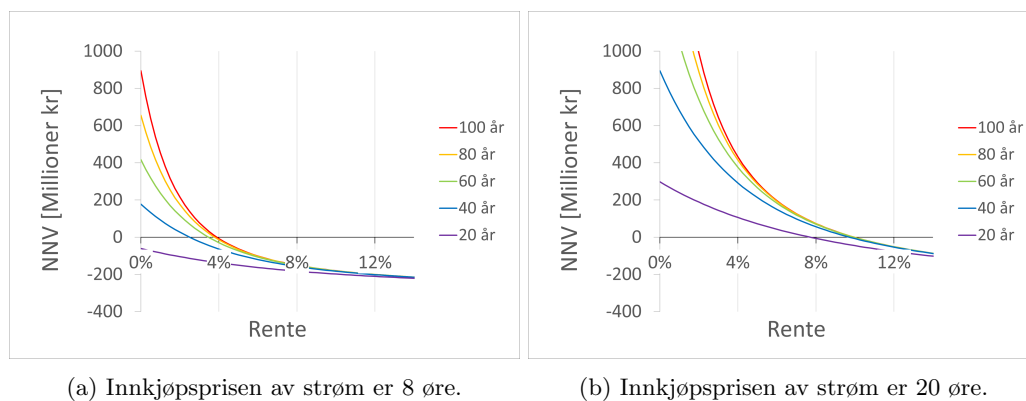 1000
800
600
400
200
0
-200
-400
NNV [Millioner kr]
0%
4%
8%
12%
Rente
100 år
80 år
60 år
40 år
20 år
(a) Innkjøpsprisen av strøm er 8 øre.
1000
800
600
400
200
0
-200
-400
NNV [Millioner kr]
0%
4%
8%
12%
Rente
100 år
80 år
60 år
40 år
20 år
(b) Innkjøpsprisen av strøm er 20 øre.